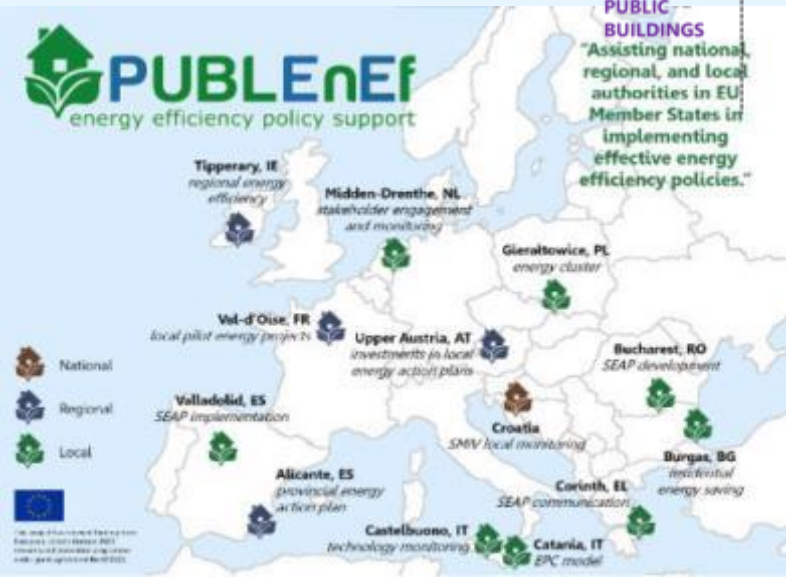 PUBLIC
BUILDINGS
PUBLEnEf
energy efficiency policy support
"Assisting national,
regional, and local
authorities in EU
Member States in
implementing
effective energy
efficiency policies."
Tipperary, IE
regional energy
efficiency
Midden-Drenthe, NL
stakeholder engagement
and monitoring
Gierałtowice, PL
energy cluster
Val-d'Oise, FR
local pilot energy projects
Upper Austria, AT
investments in local
energy action plans
Bucharest, RO
SEAP development
National
Regional
Local
Valladolid, ES
SEAP implementation
Croatia
SMiV local monitoring
Burgas, BG
residential
energy saving
Alicante, ES
provincial energy
action plan
Corinth, EL
SEAP communication
Castelbuono, IT
technology monitoring
Catania, IT
EPC model